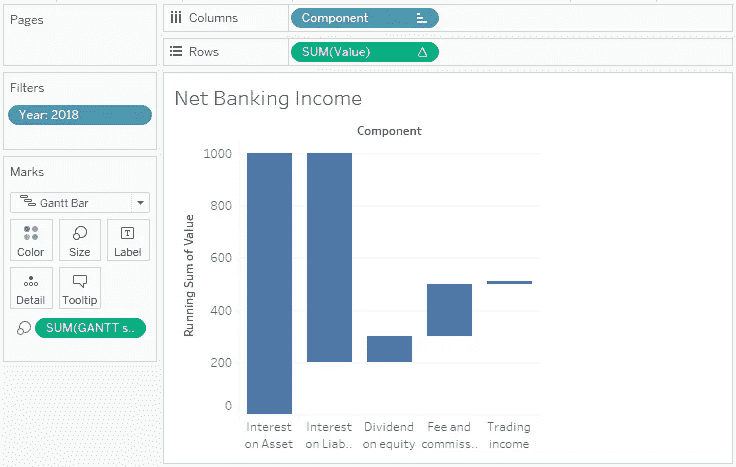 Pages
Columns
Component
Rows
SUM(Value)
Filters
Year: 2018
Marks
Gantt Bar
Color
Size
Label
T
Detail
Tooltip
SUM(GANTT s..
Net Banking Income
Component
Running Sum of Value
1000
800
600
400
200
0
Interest
on Asset
Interest
on Liab..
Dividend
on equity
Fee and
commiss..
Trading
income